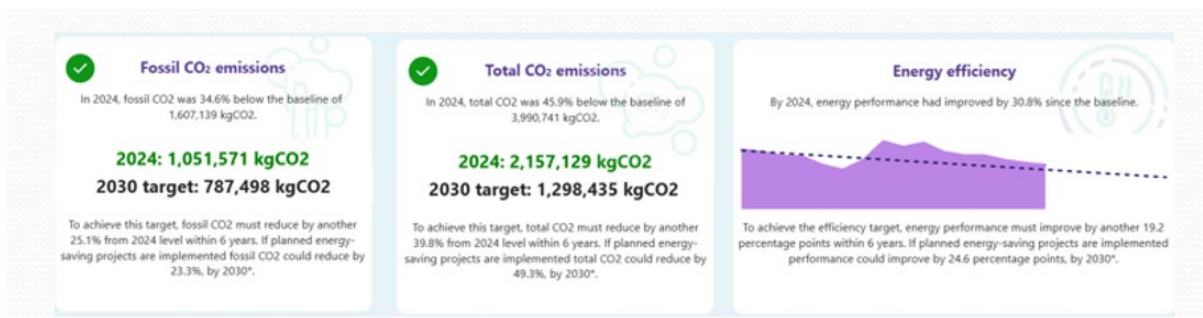 Fossil CO₂ emissions
In 2024, fossil CO2 was 34.6% below the baseline of
1,607,139 kgCO2.
2024: 1,051,571 kgCO2
2030 target: 787,498 kgCO2
To achieve this target, fossil CO2 must reduce by another
25.1% from 2024 level within 6 years. If planned energy-
saving projects are implemented fossil CO2 could reduce by
23.3%, by 2030*.
Total CO₂ emissions
In 2024, total CO2 was 45.9% below the baseline of
3,990,741 kgCO2.
2024: 2,157,129 kgCO2
2030 target: 1,298,435 kgCO2
To achieve this target, total CO2 must reduce by another
39.8% from 2024 level within 6 years. If planned energy-
saving projects are implemented total CO2 could reduce by
49.3%, by 2030*.
Energy efficiency
By 2024, energy performance had improved by 30.8% since the baseline.
To achieve the efficiency target, energy performance must improve by another 19.2
percentage points within 6 years. If planned energy-saving projects are implemented
performance could improve by 24.6 percentage points, by 2030*.